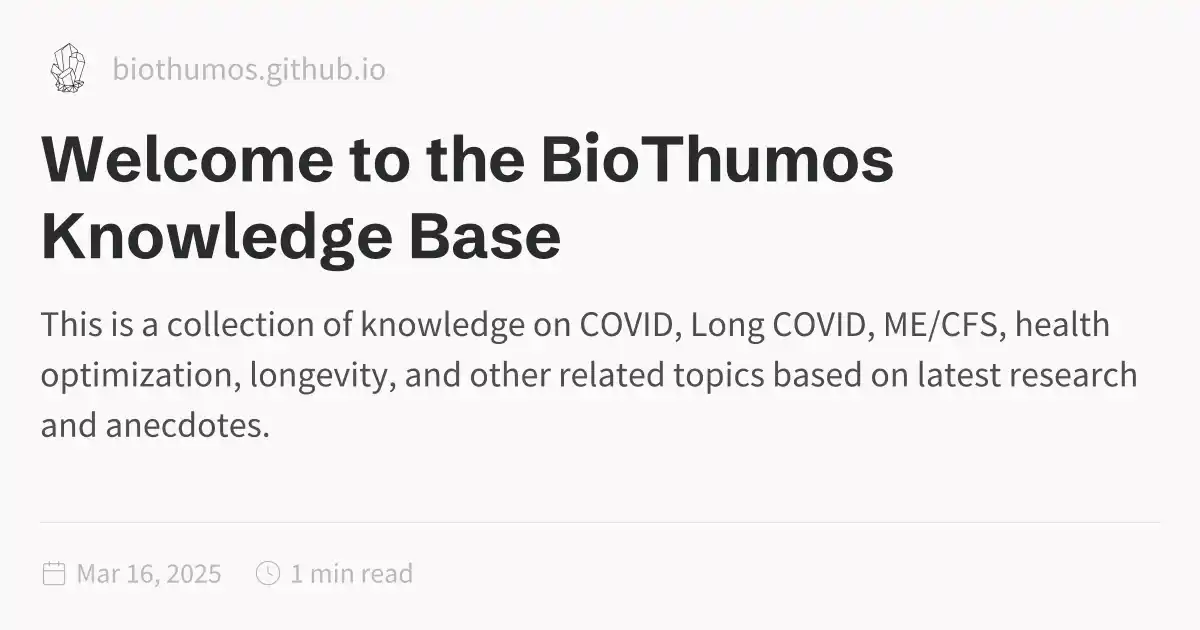 biothumos.github.io
Welcome to the BioThumos
Knowledge Base
This is a collection of knowledge on COVID, Long COVID, ME/CFS, health
optimization, longevity, and other related topics based on latest research
and anecdotes.
Mar 16, 2025 1 min read